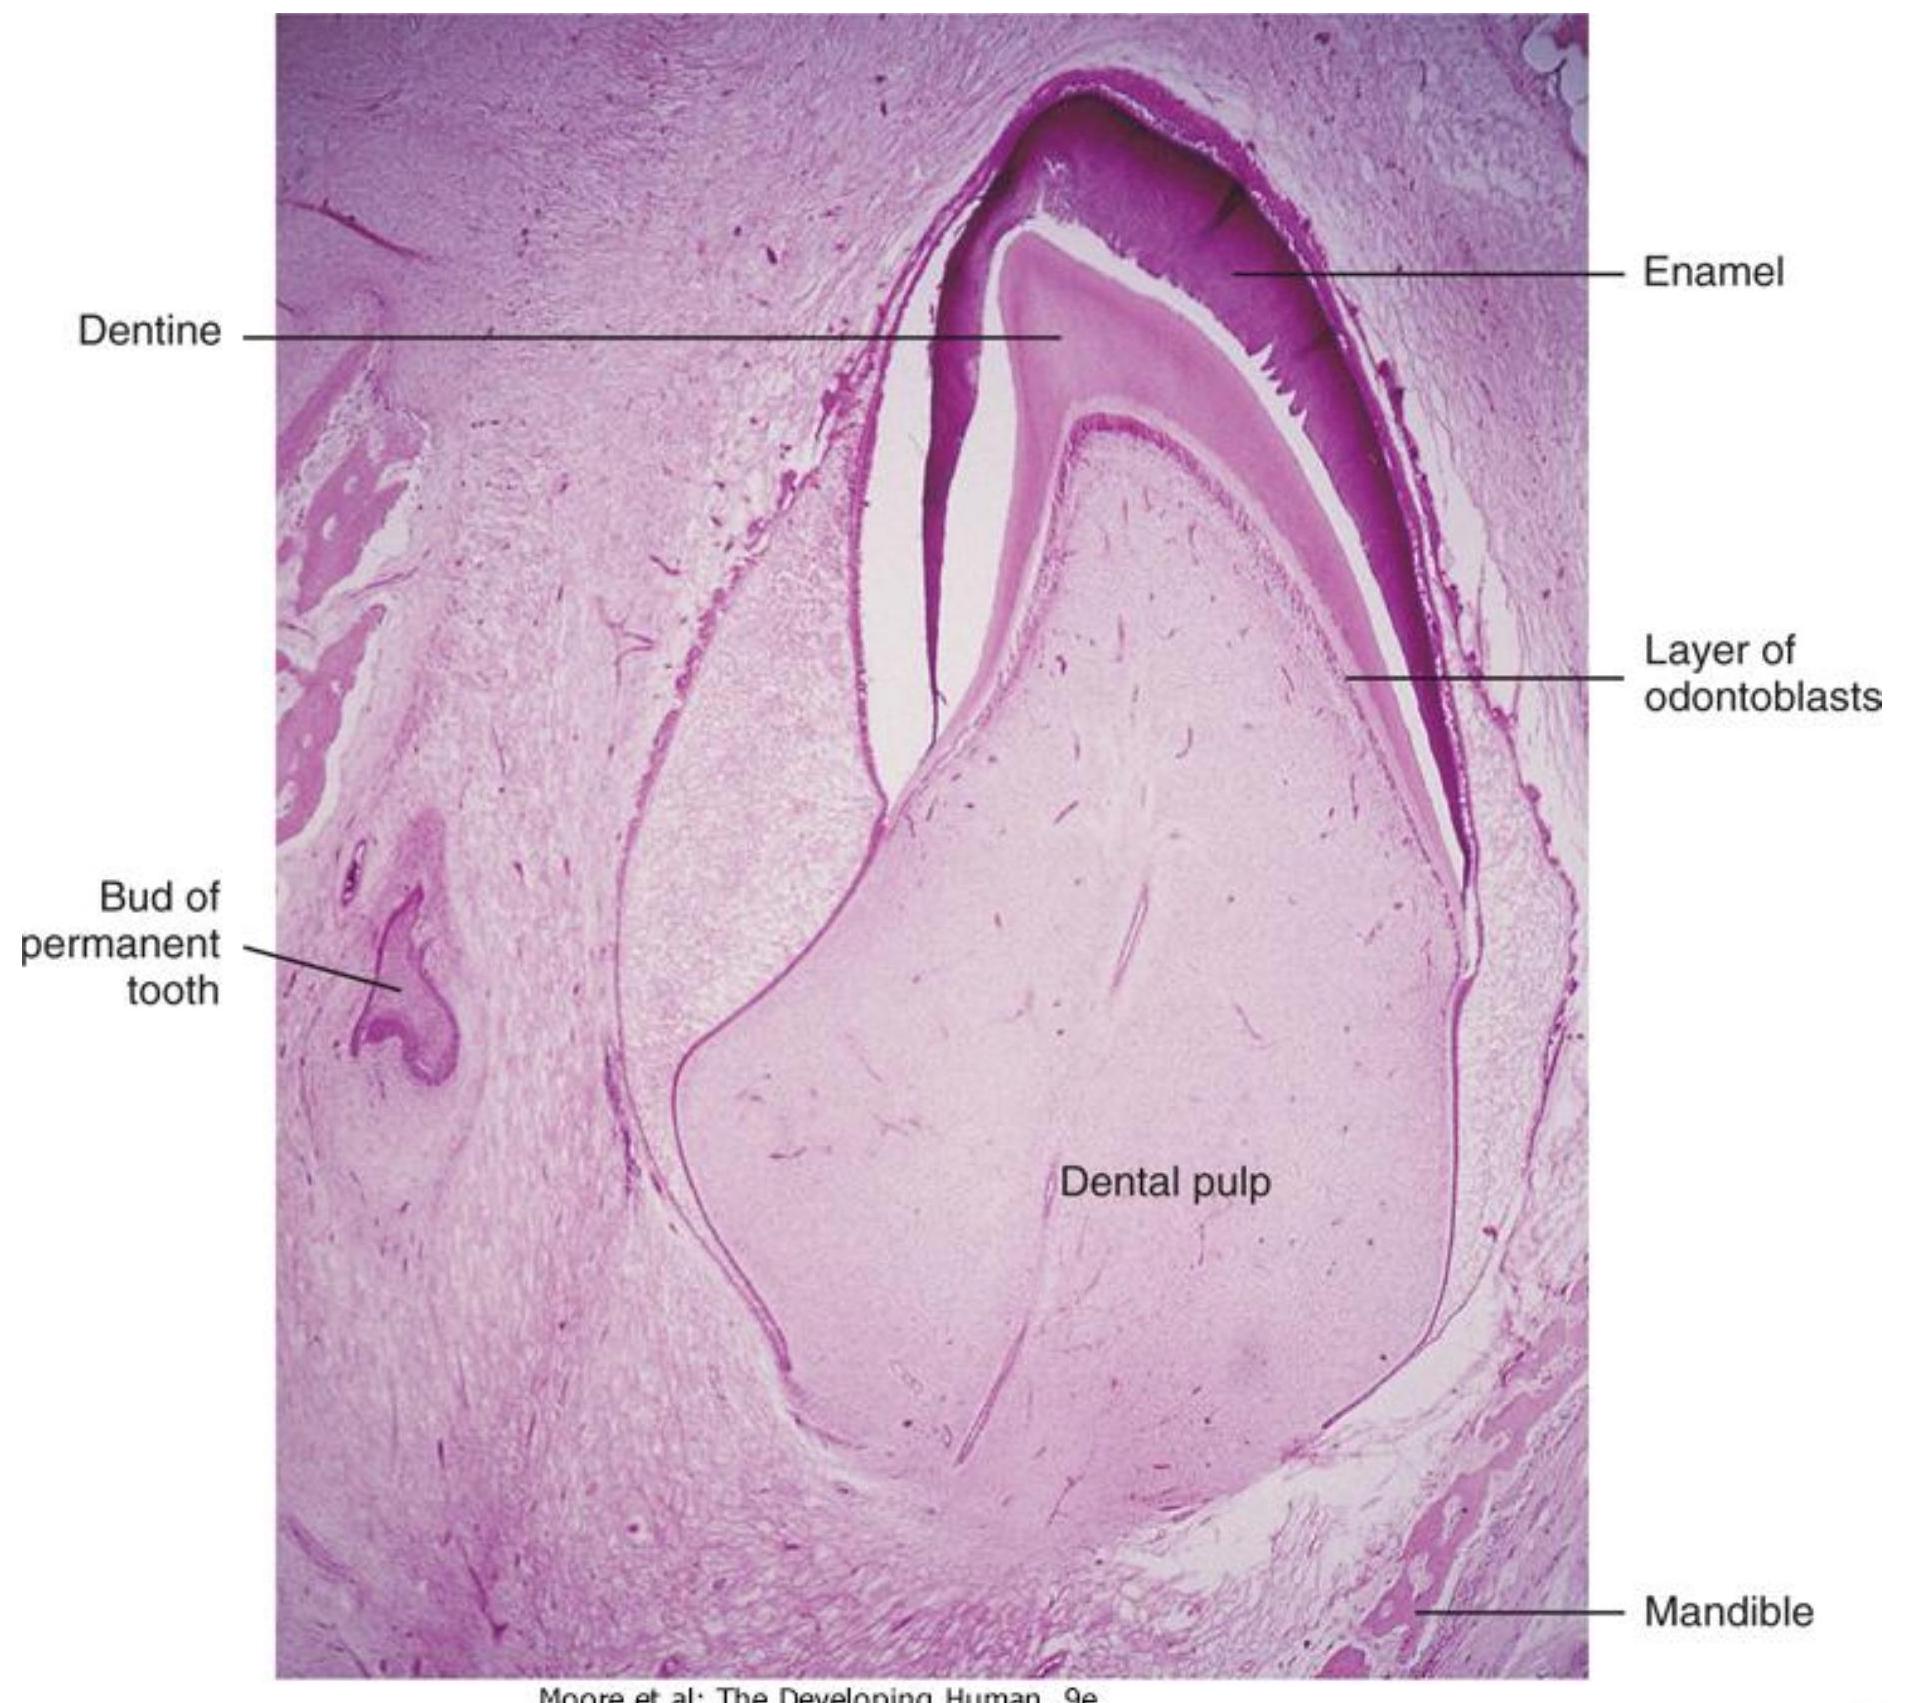 Enamel
Dentine
Layer of
odontoblasts
Bud of
permanent
tooth
Dental pulp
Mandible
Moore et al: The Developing Human, 9e